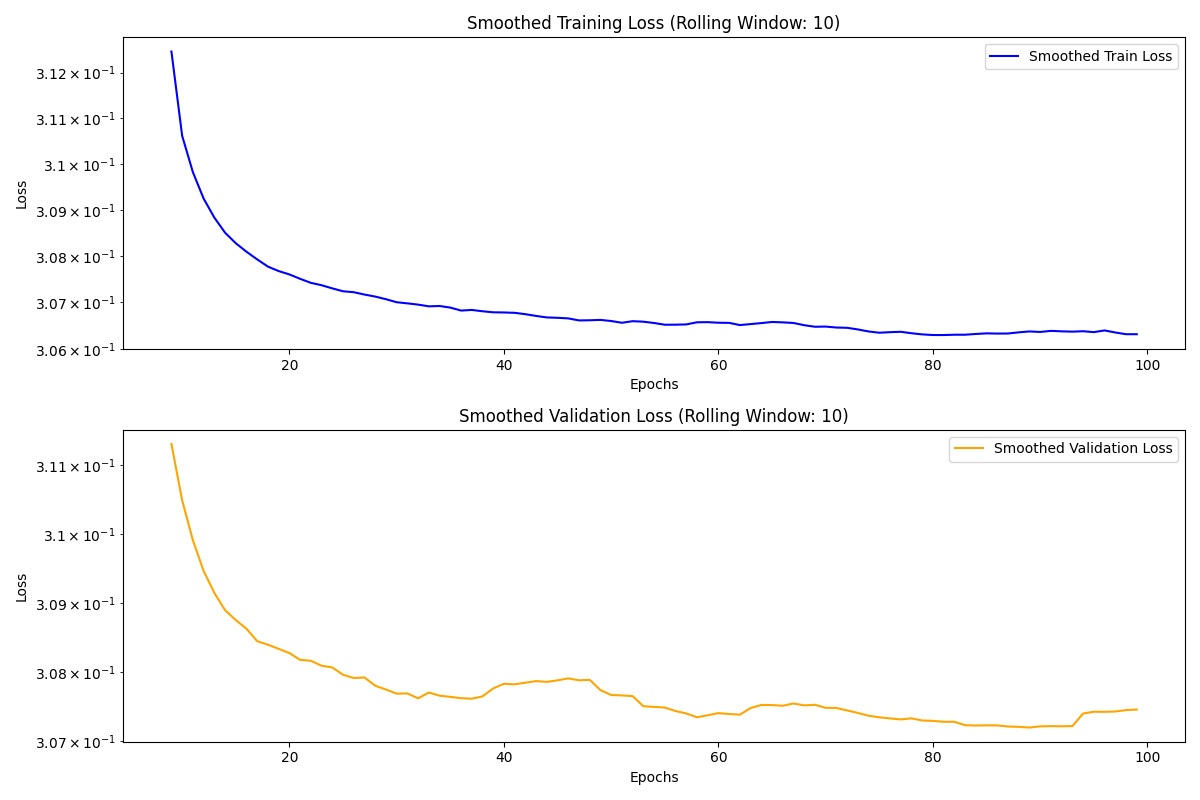 Smoothed Training Loss (Rolling Window: 10)
Smoothed Train Loss
3.12 × 10⁻¹
3.11 × 10⁻¹
3.1 × 10⁻¹
3.09 × 10⁻¹
3.08 × 10⁻¹
3.07 × 10⁻¹
3.06 × 10⁻¹
Loss
20 40 60 80 100
Epochs
Smoothed Validation Loss (Rolling Window: 10)
Smoothed Validation Loss
3.11 × 10⁻¹
3.1 × 10⁻¹
3.09 × 10⁻¹
3.08 × 10⁻¹
3.07 × 10⁻¹
Loss
20 40 60 80 100
Epochs